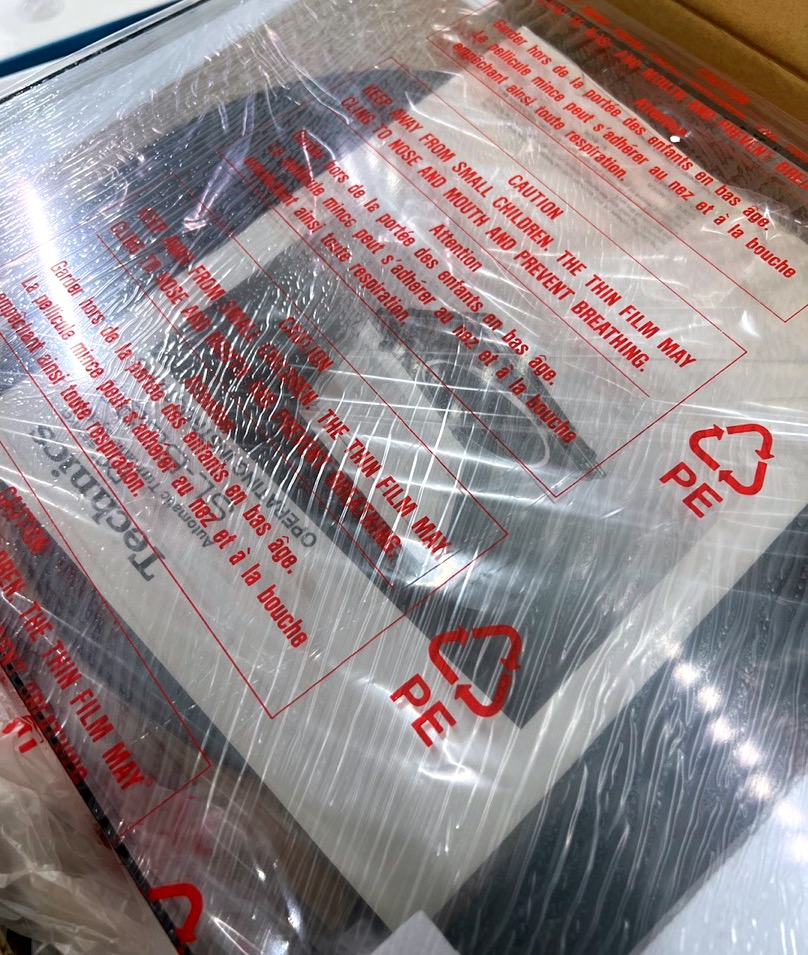 Garder hors de la portée des enfants en bas âge.
La pellicule mince peut s'adhérer au nez et à la bouche
empêchant ainsi toute respiration.
CAUTION
KEEP AWAY FROM SMALL CHILDREN. THE THIN FILM MAY
CLING TO NOSE AND MOUTH AND PREVENT BREATHING.
Attention
Garder hors de la portée des enfants en bas âge.
La pellicule mince peut s'adhérer au nez et à la bouche
empêchant ainsi toute respiration.
PE
CAUTION
KEEP AWAY FROM SMALL CHILDREN. THE THIN FILM MAY
CLING TO NOSE AND MOUTH AND PREVENT BREATHING.
Garder hors de la portée des enfants en bas âge.
La pellicule mince peut s'adhérer au nez et à la bouche
empêchant ainsi toute respiration.
PE
Technics
Automatic
OPERATING
CAUTION
THE THIN FILM MAY